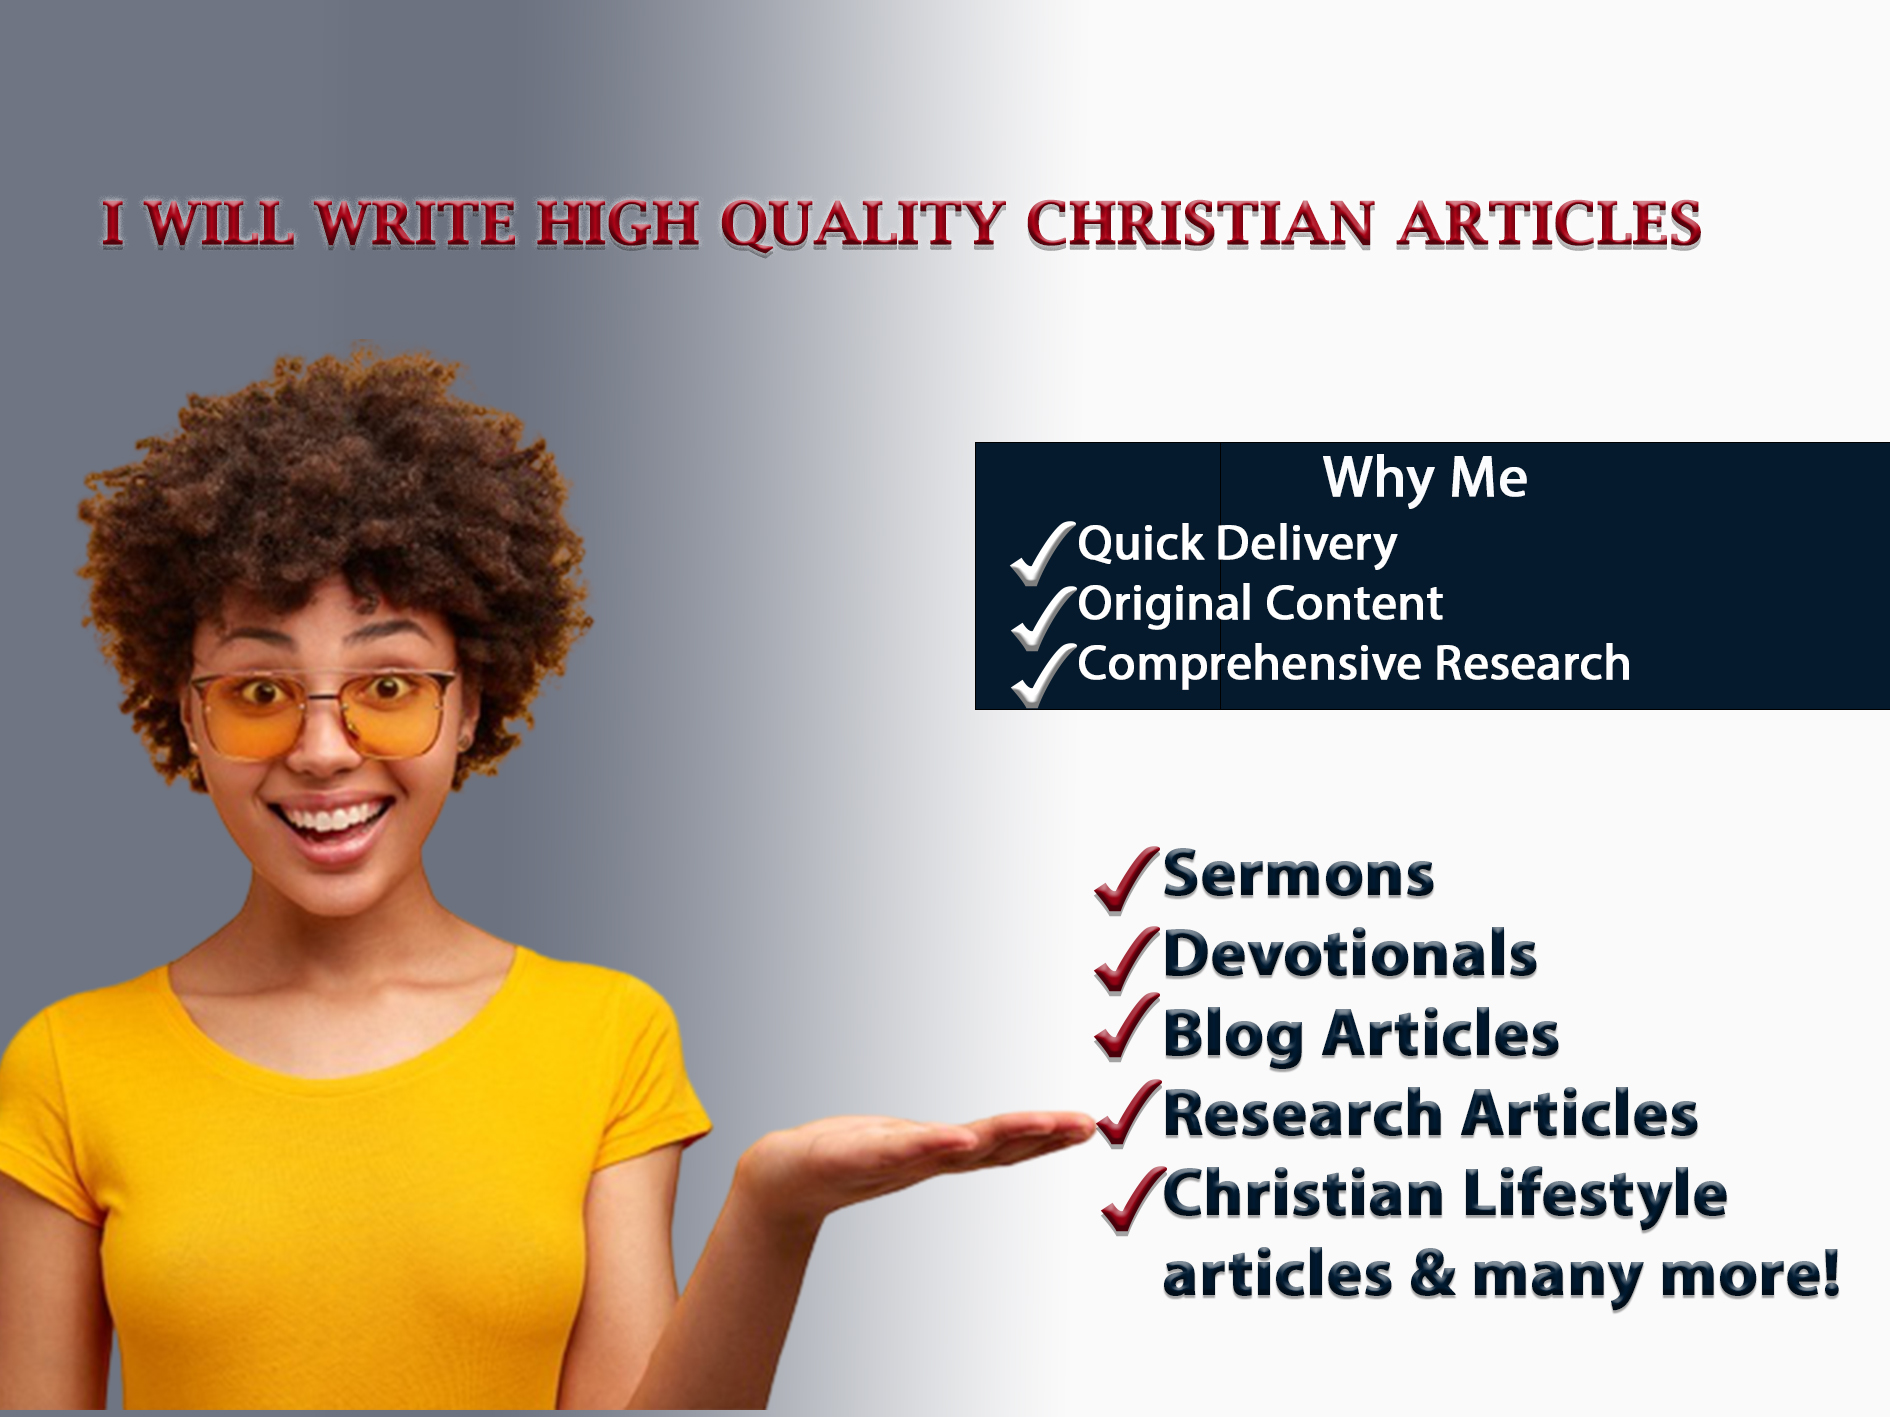 I WILL WRITE HIGH QUALITY CHRISTIAN ARTICLES
Why Me
Quick Delivery
Original Content
Comprehensive Research
Sermons
Devotionals
Blog Articles
Research Articles
Christian Lifestyle
articles & many more!